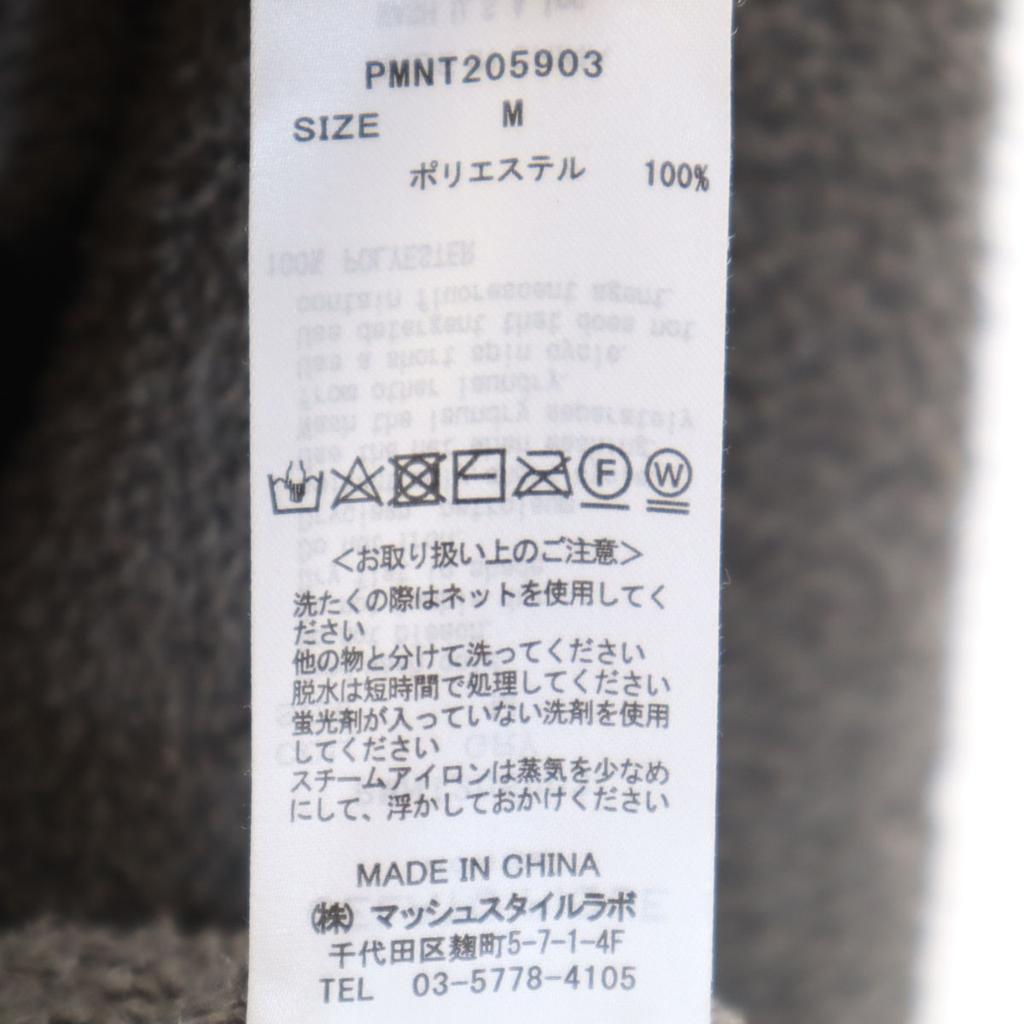 PMNT205903
SIZE M
ポリエステル 100%
F W
<お取り扱い上のご注意>
洗たくの際はネットを使用してく
ださい
他の物と分けて洗ってください
脱水は短時間で処理してください
蛍光剤が入っていない洗剤を使用
してください
スチームアイロンは蒸気を少なめ
にして、浮かしておかけください
MADE IN CHINA
(株) マッシュスタイルラボ
千代田区麹町5-7-1-4F
TEL 03-5778-4105